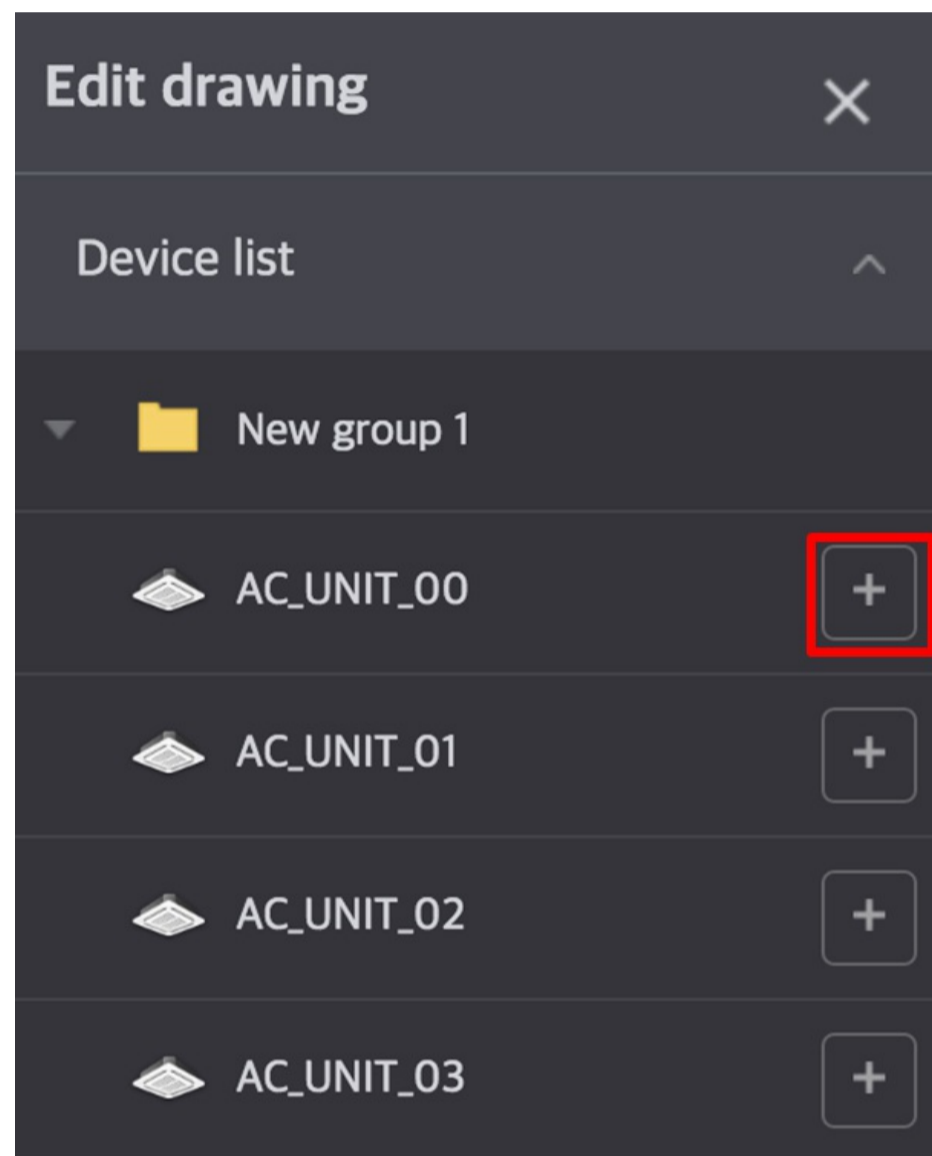 Edit drawing
Device list
New group 1
AC_UNIT_00
AC_UNIT_01
AC_UNIT_02
AC_UNIT_03